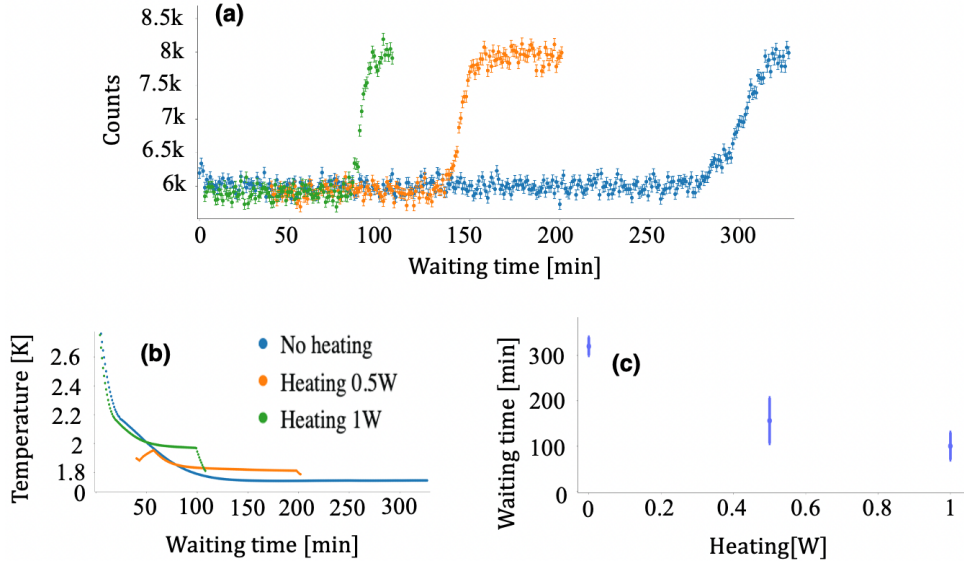 (a)
8.5k
8k
7.5k
7k
6.5k
6k
Counts
0 50 100 150 200 250 300
Waiting time [min]
(b)
Temperature [K]
2.6
2.4
2.2
2
1.8
0
No heating
Heating 0.5W
Heating 1W
50 100 150 200 250 300
Waiting time [min]
(c)
Waiting time [min]
300
200
100
0
0 0.2 0.4 0.6 0.8 1
Heating[W]